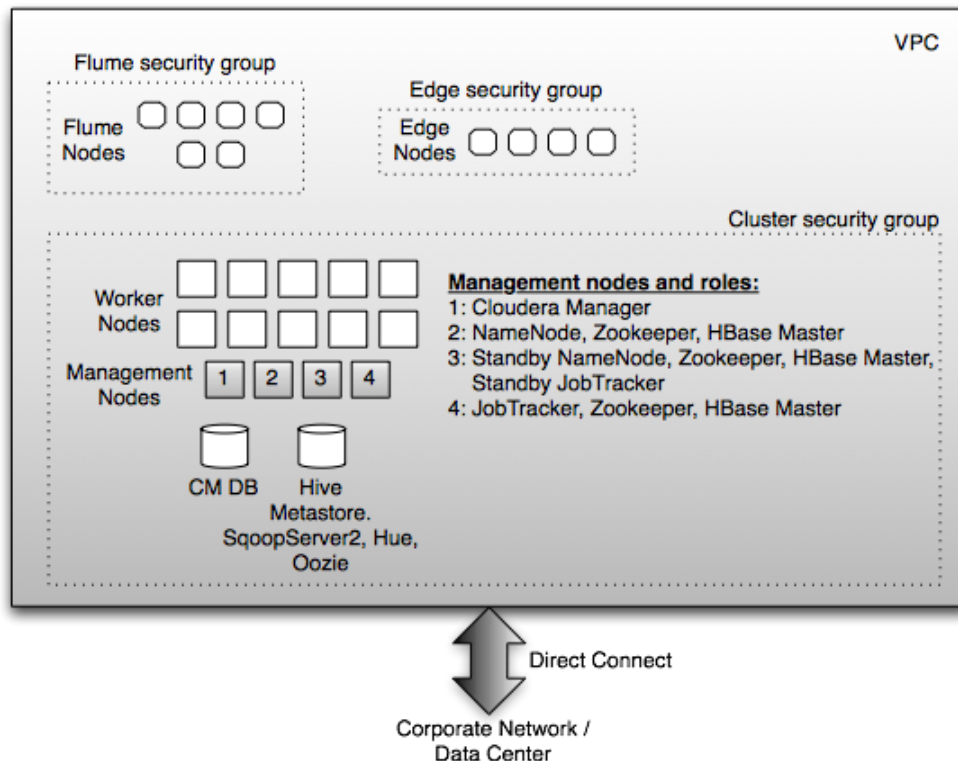 VPC
Flume security group
Flume
Nodes
Edge security group
Edge
Nodes
Cluster security group
Worker
Nodes
Management
Nodes
1 2 3 4
CM DB
Hive
Metastore.
SqoopServer2, Hue,
Oozie
Management nodes and roles:
1: Cloudera Manager
2: NameNode, Zookeeper, HBase Master
3: Standby NameNode, Zookeeper, HBase Master,
Standby JobTracker
4: JobTracker, Zookeeper, HBase Master
Direct Connect
Corporate Network /
Data Center